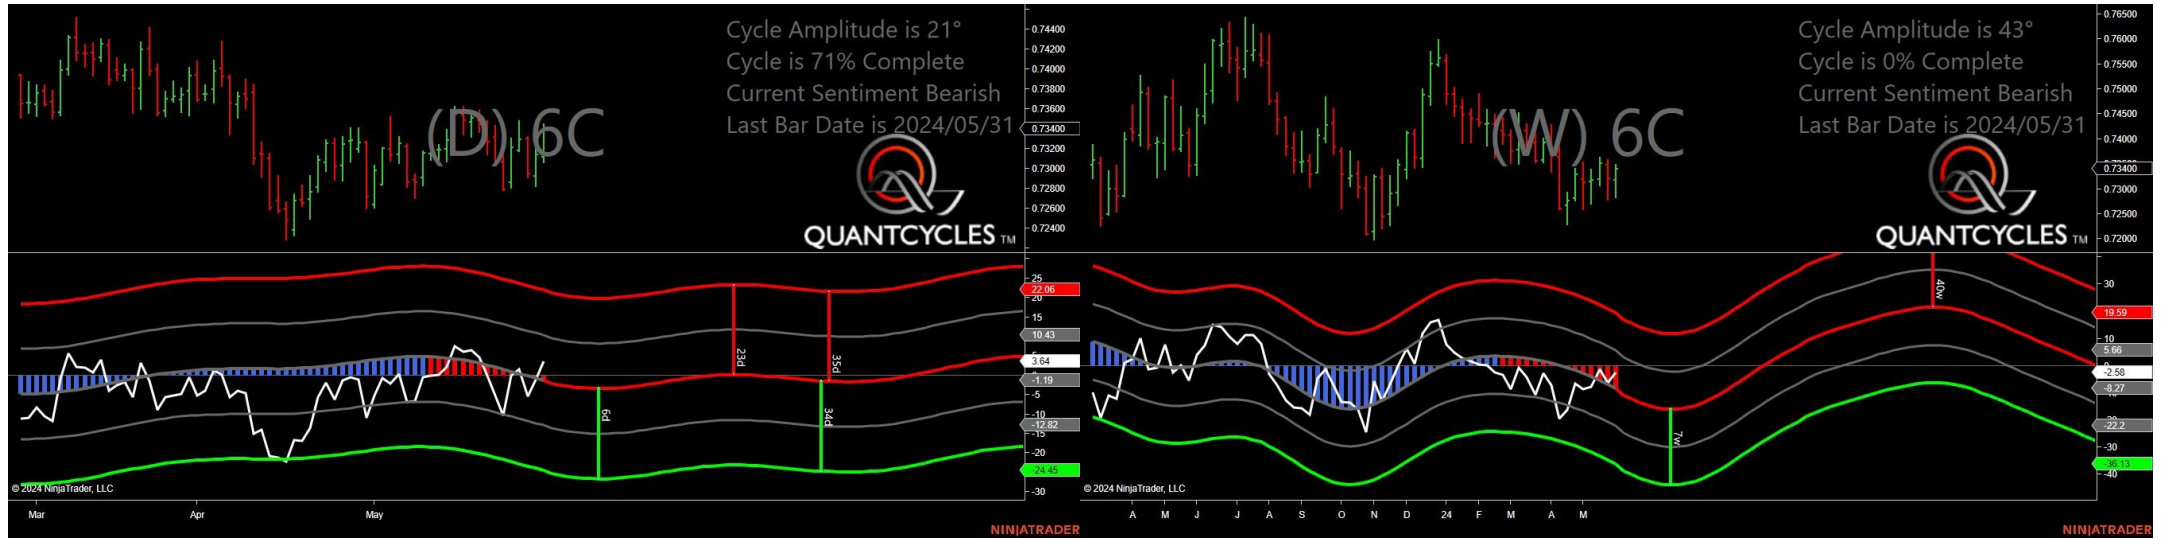 Cycle Amplitude is 21°
Cycle is 71% Complete
Current Sentiment Bearish
Last Bar Date is 2024/05/31
(D) 6C
QUANTCYCLES TM
0.74400
0.74200
0.74000
0.73800
0.73600
0.73400
0.73200
0.73000
0.72800
0.72600
0.72400
25
22.06
20
15
10.43
3.64
-1.19
-5
-10
-12.82
-15
-20
-24.45
-30
23d
35d
6d
34d
© 2024 NinjaTrader, LLC
Mar
Apr
May
NINJATRADER
Cycle Amplitude is 43°
Cycle is 0% Complete
Current Sentiment Bearish
Last Bar Date is 2024/05/31
(W) 6C
QUANTCYCLES TM
0.76500
0.76000
0.75500
0.75000
0.74500
0.74000
0.73400
0.73000
0.72500
0.72000
30
19.59
10
5.66
-2.58
-8.27
-22.2
-30
-36.13
-40
40w
7w
© 2024 NinjaTrader, LLC
A M J J A S O N D 24 F M A M
NINJATRADER